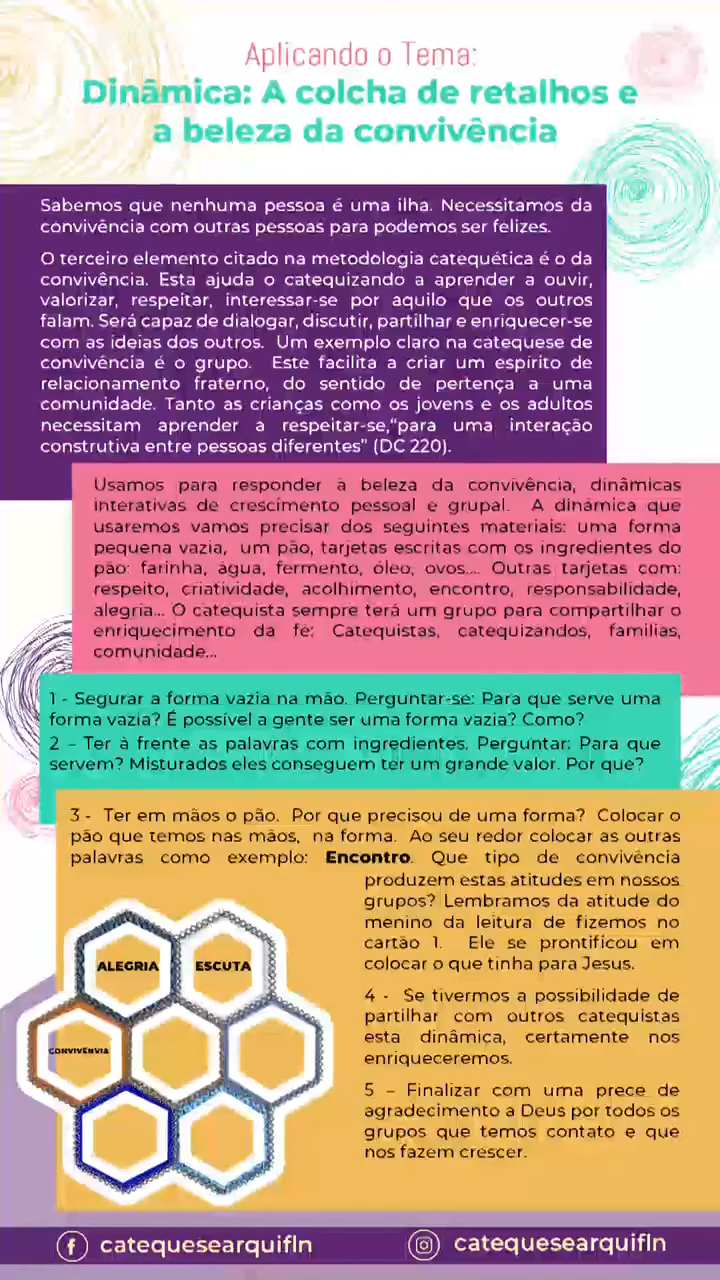 Aplicando o Tema:
Dinâmica: A colcha de retalhos e
a beleza da convivência
Sabemos que nenhuma pessoa é uma ilha. Necessitamos da
convivência com outras pessoas para podemos ser felizes.
O terceiro elemento citado na metodologia catequética é o da
convivência. Esta ajuda o catequizando a aprender a ouvir,
valorizar, respeitar, interessar-se por aquilo que os outros
falam. Será capaz de dialogar, discutir, partilhar e enriquecer-se
com as ideias dos outros. Um exemplo claro na catequese de
convivência é o grupo. Este facilita a criar um espírito de
relacionamento fraterno, do sentido de pertença a uma
comunidade. Tanto as crianças como os jovens e os adultos
necessitam aprender a respeitar-se,“para uma interação
construtiva entre pessoas diferentes” (DC 220).
Usamos para responder à beleza da convivência, dinâmicas
interativas de crescimento pessoal e grupal. A dinâmica que
usaremos vamos precisar dos seguintes materiais: uma forma
pequena vazia, um pão, tarjetas escritas com os ingredientes do
pão: farinha, água, fermento, óleo, ovos.... Outras tarjetas com:
respeito, criatividade, acolhimento, encontro, responsabilidade,
alegria... O catequista sempre terá um grupo para compartilhar o
enriquecimento da fé: Catequistas, catequizandos, famílias,
comunidade...
1 - Segurar a forma vazia na mão. Perguntar-se: Para que serve uma
forma vazia? É possível a gente ser uma forma vazia? Como?
2 – Ter à frente as palavras com ingredientes. Perguntar: Para que
servem? Misturados eles conseguem ter um grande valor. Por que?
3 - Ter em mãos o pão. Por que precisou de uma forma? Colocar o
pão que temos nas mãos, na forma. Ao seu redor colocar as outras
palavras como exemplo: Encontro. Que tipo de convivência
produzem estas atitudes em nossos
grupos? Lembramos da atitude do
menino da leitura de fizemos no
cartão 1. Ele se prontificou em
colocar o que tinha para Jesus.
4 - Se tivermos a possibilidade de
partilhar com outros catequistas
esta dinâmica, certamente nos
enriqueceremos.
5 – Finalizar com uma prece de
agradecimento a Deus por todos os
grupos que temos contato e que
nos fazem crescer.
ALEGRIA
ESCUTA
CONVIVÊNVIA
catequesearquifln
catequesearquifln